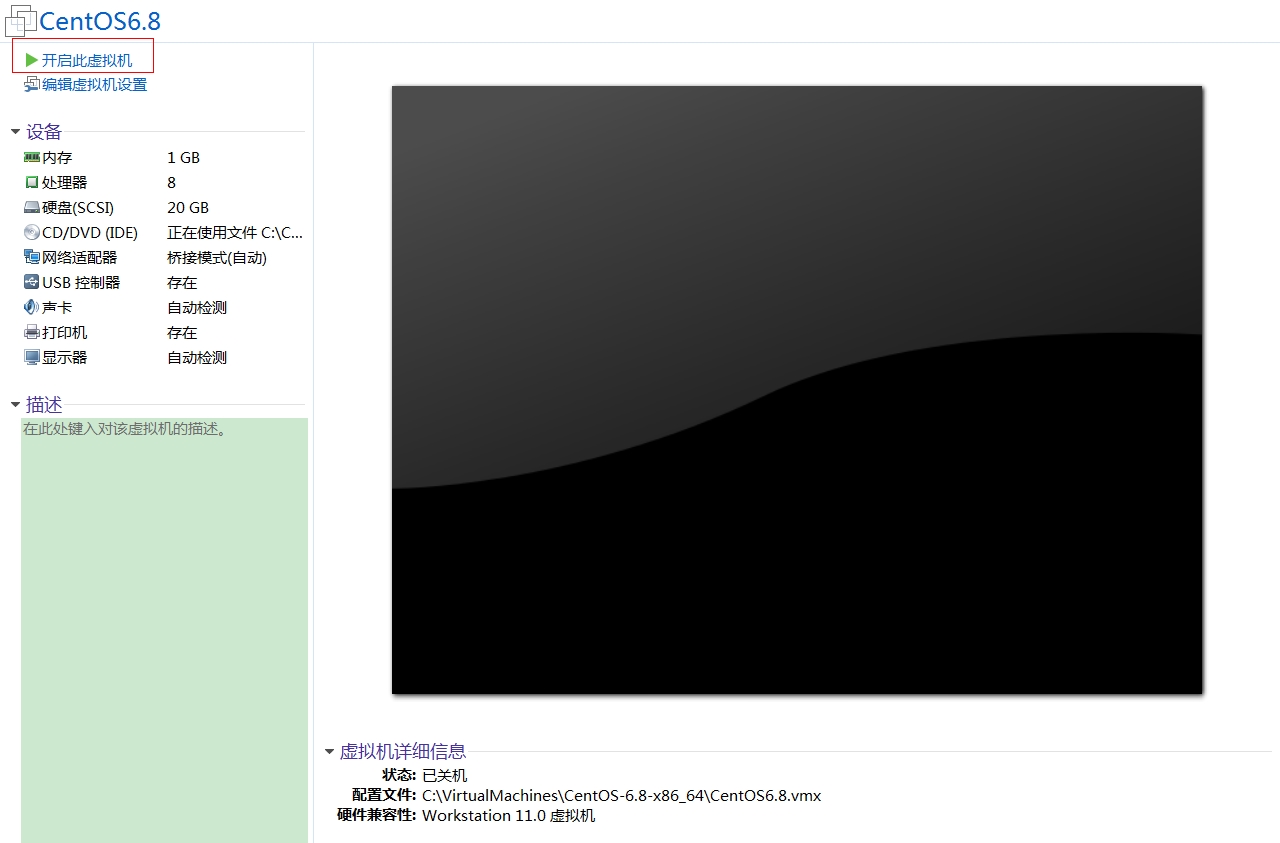 CentOS6.8
开启此虚拟机
编辑虚拟机设置
设备
内存 1 GB
处理器 8
硬盘(SCSI) 20 GB
CD/DVD (IDE) 正在使用文件 C:\C...
网络适配器 桥接模式(自动)
USB 控制器 存在
声卡 自动检测
打印机 存在
显示器 自动检测
描述
在此处键入对该虚拟机的描述。
虚拟机详细信息
状态: 已关机
配置文件: C:\VirtualMachines\CentOS-6.8-x86_64\CentOS6.8.vmx
硬件兼容性: Workstation 11.0 虚拟机